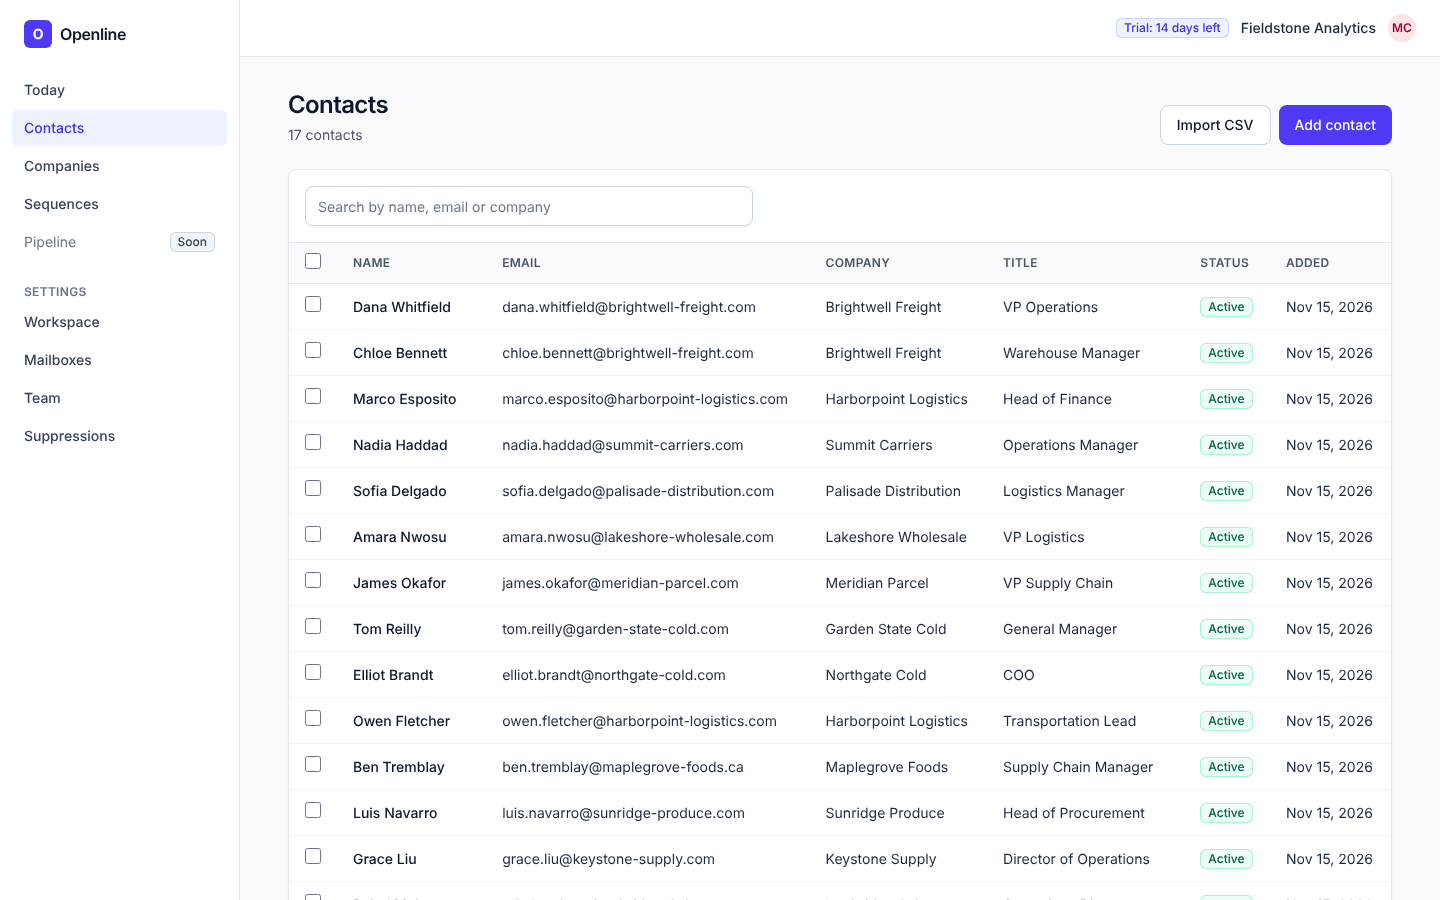 O Openline
Trial: 14 days left Fieldstone Analytics MC
Today
Contacts
Companies
Sequences
Pipeline Soon
SETTINGS
Workspace
Mailboxes
Team
Suppressions
Contacts
17 contacts
Import CSV Add contact
Search by name, email or company
NAME EMAIL COMPANY TITLE STATUS ADDED
Dana Whitfield dana.whitfield@brightwell-freight.com Brightwell Freight VP Operations Active Nov 15, 2026
Chloe Bennett chloe.bennett@brightwell-freight.com Brightwell Freight Warehouse Manager Active Nov 15, 2026
Marco Esposito marco.esposito@harborpoint-logistics.com Harborpoint Logistics Head of Finance Active Nov 15, 2026
Nadia Haddad nadia.haddad@summit-carriers.com Summit Carriers Operations Manager Active Nov 15, 2026
Sofia Delgado sofia.delgado@palisade-distribution.com Palisade Distribution Logistics Manager Active Nov 15, 2026
Amara Nwosu amara.nwosu@lakeshore-wholesale.com Lakeshore Wholesale VP Logistics Active Nov 15, 2026
James Okafor james.okafor@meridian-parcel.com Meridian Parcel VP Supply Chain Active Nov 15, 2026
Tom Reilly tom.reilly@garden-state-cold.com Garden State Cold General Manager Active Nov 15, 2026
Elliot Brandt elliot.brandt@northgate-cold.com Northgate Cold COO Active Nov 15, 2026
Owen Fletcher owen.fletcher@harborpoint-logistics.com Harborpoint Logistics Transportation Lead Active Nov 15, 2026
Ben Tremblay ben.tremblay@maplegrove-foods.ca Maplegrove Foods Supply Chain Manager Active Nov 15, 2026
Luis Navarro luis.navarro@sunridge-produce.com Sunridge Produce Head of Procurement Active Nov 15, 2026
Grace Liu grace.liu@keystone-supply.com Keystone Supply Director of Operations Active Nov 15, 2026